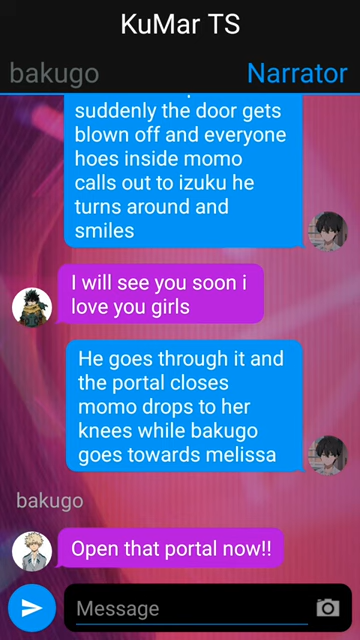 KuMar TS
bakugo
Narrator
suddenly the door gets
blown off and everyone
hoes inside momo
calls out to izuku he
turns around and
smiles
I will see you soon i
love you girls
He goes through it and
the portal closes
momo drops to her
knees while bakugo
goes towards melissa
bakugo
Open that portal now!!
Message